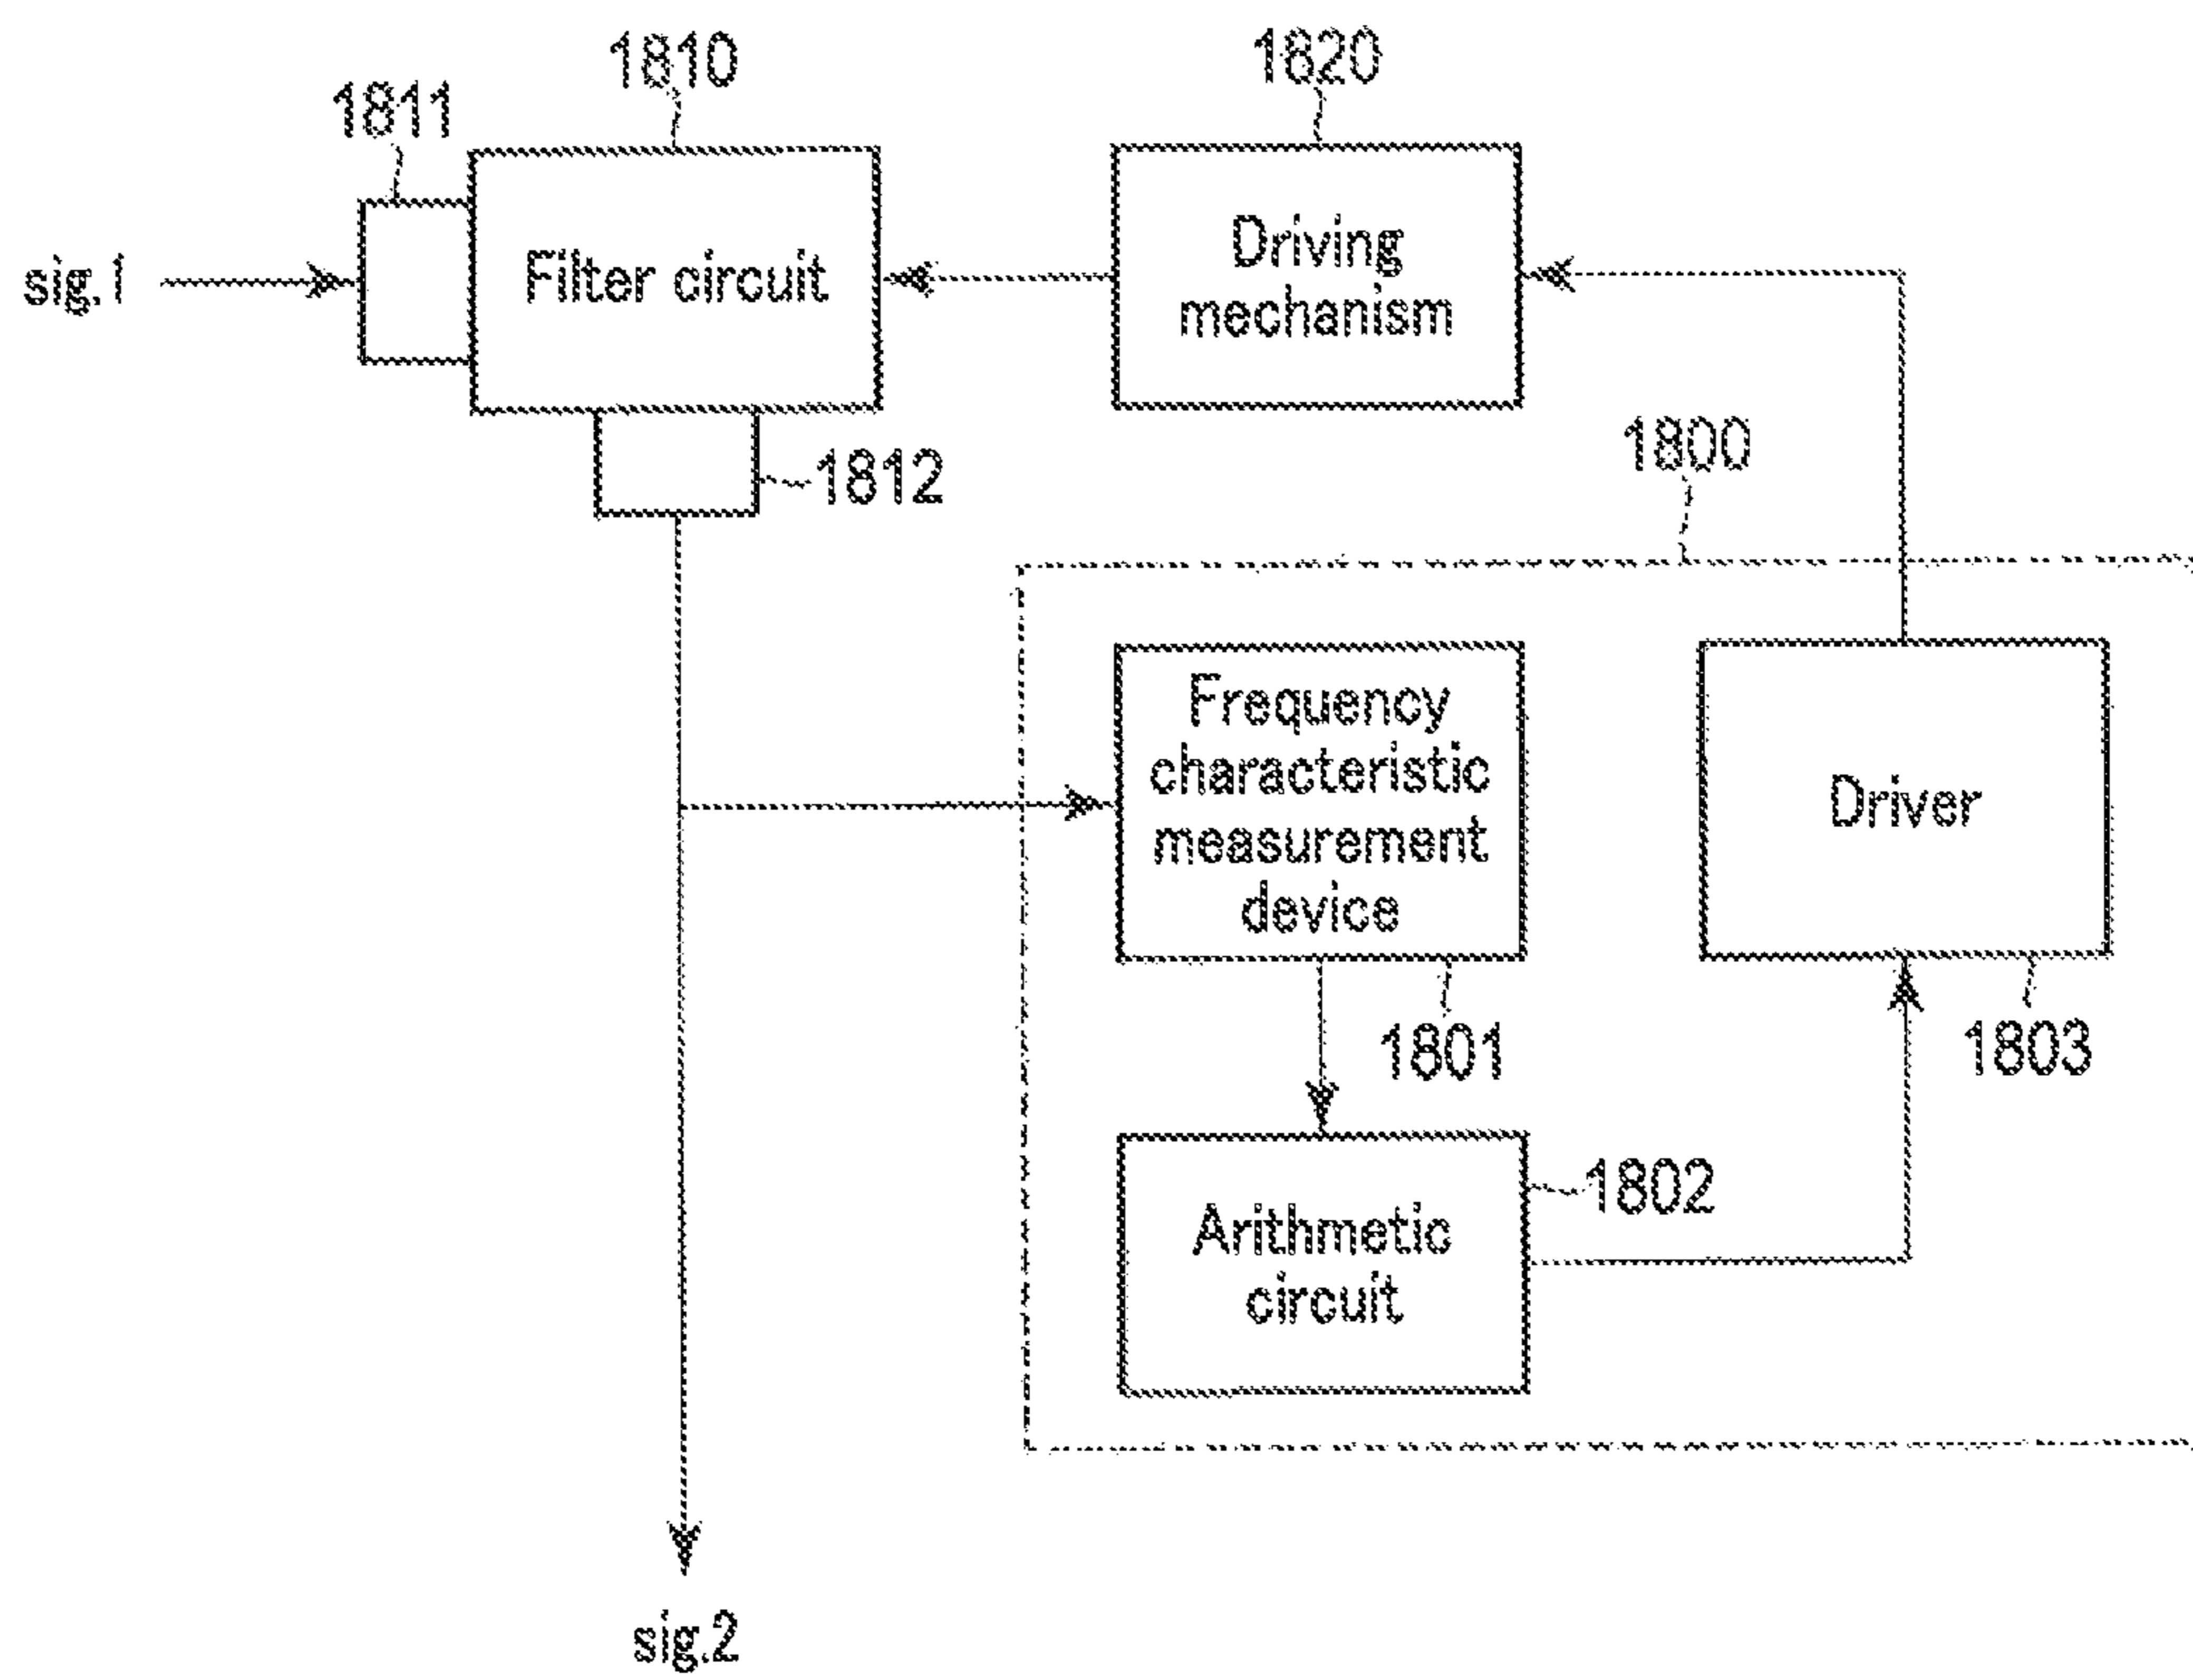 1810
1820
1811
sig.1
Filter circuit
Driving
mechanism
1812
1800
Frequency
characteristic
measurement
device
Driver
1801
1803
1802
Arithmetic
circuit
sig.2